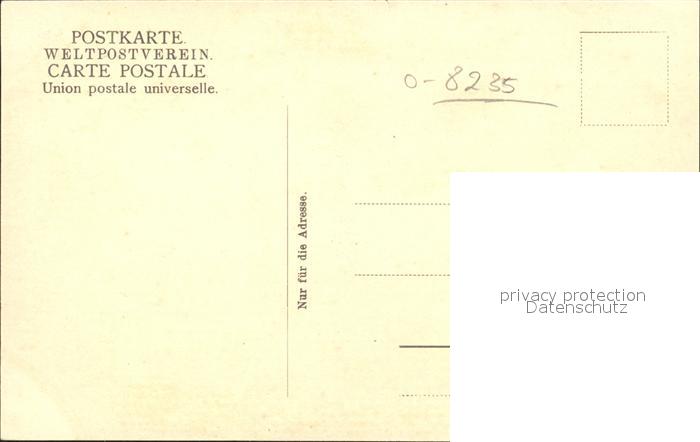 POSTKARTE.
WELTPOSTVEREIN.
CARTE POSTALE
Union postale universelle.
0-8235
Nur für die Adresse.
privacy protection
Datenschutz